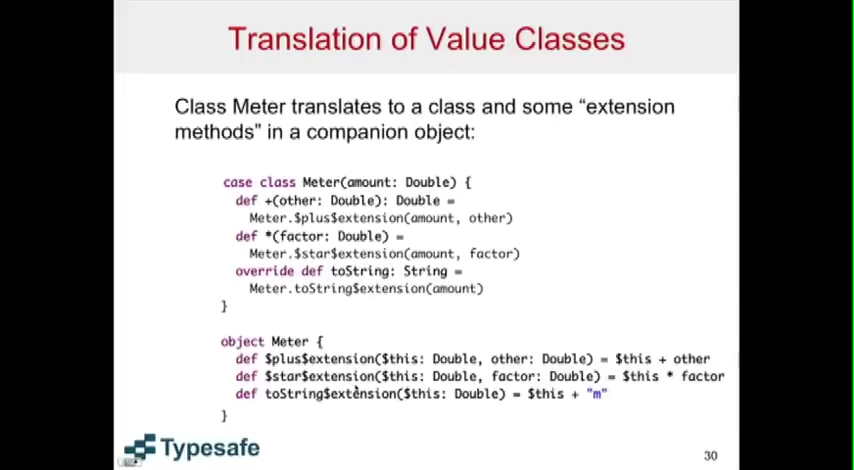 Translation of Value Classes
Class Meter translates to a class and some “extension
methods” in a companion object:
case class Meter(amount: Double) {
def +(other: Double): Double =
Meter.$plus$extension(amount, other)
def *(factor: Double) =
Meter.$star$extension(amount, factor)
override def toString: String =
Meter.toString$extension(amount)
}
object Meter {
def $plus$extension($this: Double, other: Double) = $this + other
def $star$extension($this: Double, factor: Double) = $this * factor
def toString$extension($this: Double) = $this + "m"
}
Typesafe
30